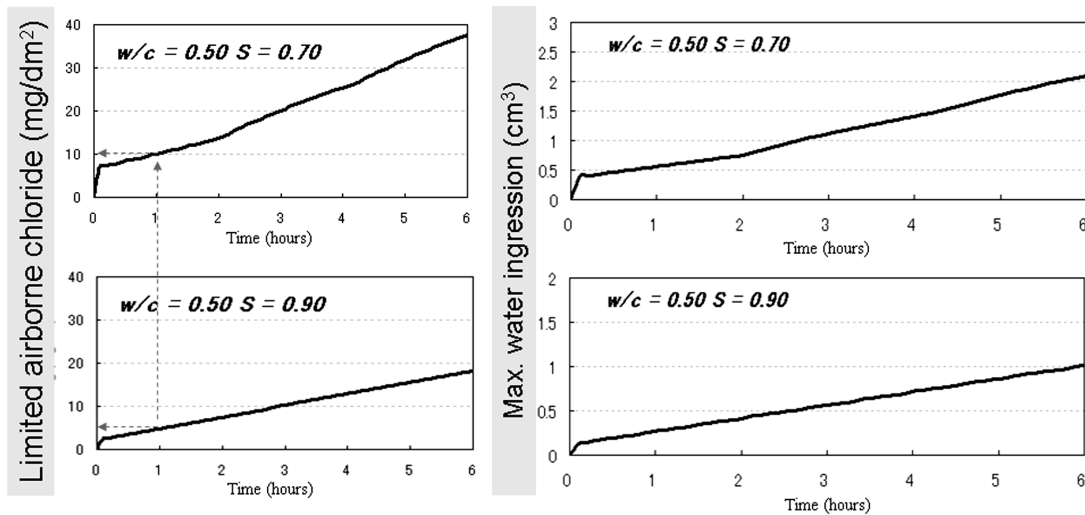 Limited airborne chloride (mg/dm²)
40
30
20
10
0
w/c = 0.50 S = 0.70
0 1 2 3 4 5 6
Time (hours)
40
30
20
10
0
w/c = 0.50 S = 0.90
0 1 2 3 4 5 6
Time (hours)
Max. water ingression (cm³)
3
2.5
2
1.5
1
0.5
0
w/c = 0.50 S = 0.70
0 1 2 3 4 5 6
Time (hours)
2
1.5
1
0.5
0
w/c = 0.50 S = 0.90
0 1 2 3 4 5 6
Time (hours)